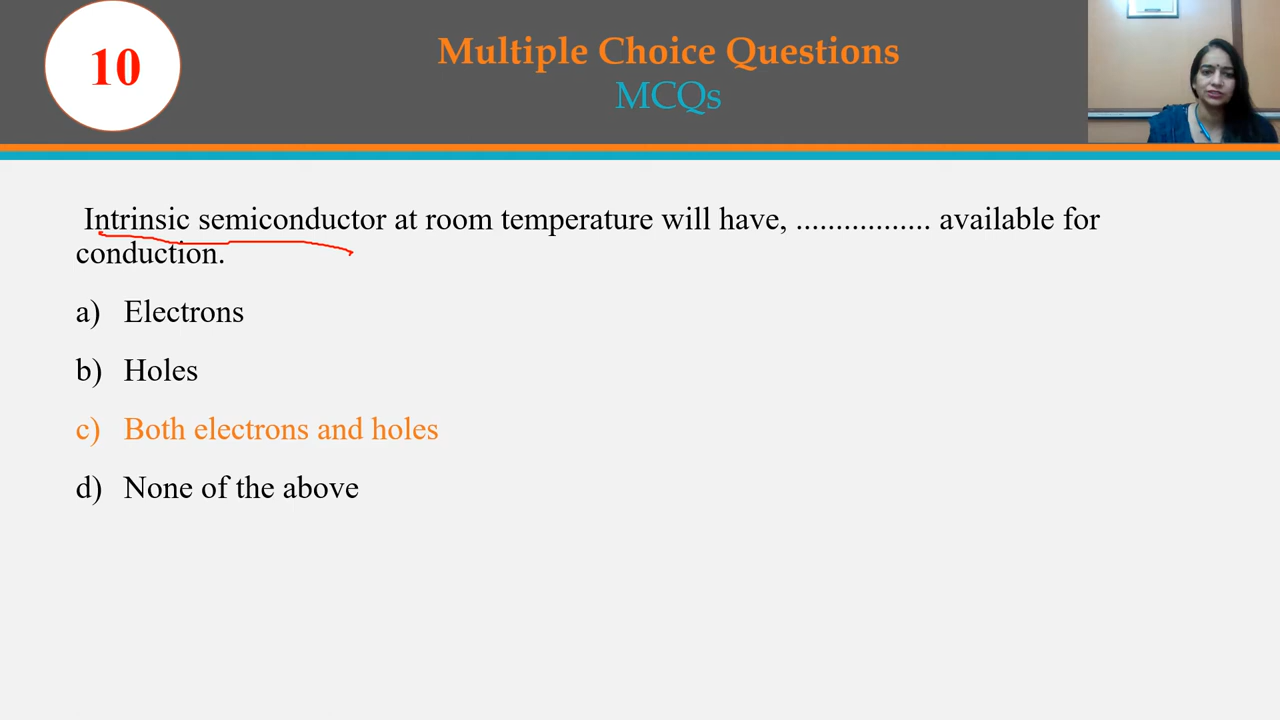 10
Multiple Choice Questions
MCQs
Intrinsic semiconductor at room temperature will have, ................. available for
conduction.
a) Electrons
b) Holes
c) Both electrons and holes
d) None of the above